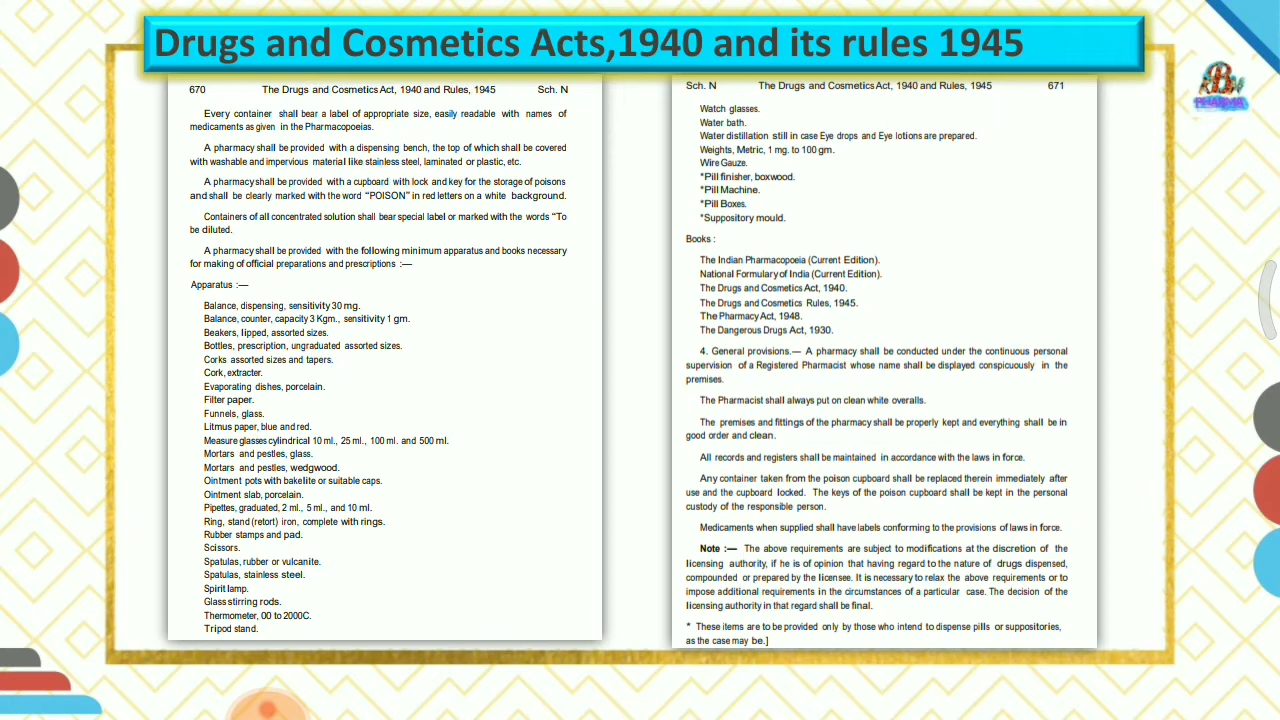 Drugs and Cosmetics Acts,1940 and its rules 1945
B
PHARMA
670 The Drugs and Cosmetics Act, 1940 and Rules, 1945 Sch. N
Every container shall bear a label of appropriate size, easily readable with names of
medicaments as given in the Pharmacopoeias.
A pharmacy shall be provided with a dispensing bench, the top of which shall be covered
with washable and impervious material like stainless steel, laminated or plastic, etc.
A pharmacy shall be provided with a cupboard with lock and key for the storage of poisons
and shall be clearly marked with the word “POISON” in red letters on a white background.
Containers of all concentrated solution shall bear special label or marked with the words “To
be diluted.
A pharmacy shall be provided with the following minimum apparatus and books necessary
for making of official preparations and prescriptions :—
Apparatus :—
Balance, dispensing, sensitivity 30 mg.
Balance, counter, capacity 3 Kgm., sensitivity 1 gm.
Beakers, lipped, assorted sizes.
Bottles, prescription, ungraduated assorted sizes.
Corks assorted sizes and tapers.
Cork, extracter.
Evaporating dishes, porcelain.
Filter paper.
Funnels, glass.
Litmus paper, blue and red.
Measure glasses cylindrical 10 ml., 25 ml., 100 ml. and 500 ml.
Mortars and pestles, glass.
Mortars and pestles, wedgwood.
Ointment pots with bakelite or suitable caps.
Ointment slab, porcelain.
Pipettes, graduated, 2 ml., 5 ml., and 10 ml.
Ring, stand (retort) iron, complete with rings.
Rubber stamps and pad.
Scissors.
Spatulas, rubber or vulcanite.
Spatulas, stainless steel.
Spirit lamp.
Glass stirring rods.
Thermometer, 00 to 2000C.
Tripod stand.
Sch. N The Drugs and Cosmetics Act, 1940 and Rules, 1945 671
Watch glasses.
Water bath.
Water distillation still in case Eye drops and Eye lotions are prepared.
Weights, Metric, 1 mg. to 100 gm.
Wire Gauze.
*Pill finisher, boxwood.
*Pill Machine.
*Pill Boxes.
*Suppository mould.
Books :
The Indian Pharmacopoeia (Current Edition).
National Formulary of India (Current Edition).
The Drugs and Cosmetics Act, 1940.
The Drugs and Cosmetics Rules, 1945.
The Pharmacy Act, 1948.
The Dangerous Drugs Act, 1930.
4. General provisions.— A pharmacy shall be conducted under the continuous personal
supervision of a Registered Pharmacist whose name shall be displayed conspicuously in the
premises.
The Pharmacist shall always put on clean white overalls.
The premises and fittings of the pharmacy shall be properly kept and everything shall be in
good order and clean.
All records and registers shall be maintained in accordance with the laws in force.
Any container taken from the poison cupboard shall be replaced therein immediately after
use and the cupboard locked. The keys of the poison cupboard shall be kept in the personal
custody of the responsible person.
Medicaments when supplied shall have labels conforming to the provisions of laws in force.
Note :— The above requirements are subject to modifications at the discretion of the
licensing authority, if he is of opinion that having regard to the nature of drugs dispensed,
compounded or prepared by the licensee. It is necessary to relax the above requirements or to
impose additional requirements in the circumstances of a particular case. The decision of the
licensing authority in that regard shall be final.
* These items are to be provided only by those who intend to dispense pills or suppositories,
as the case may be.]